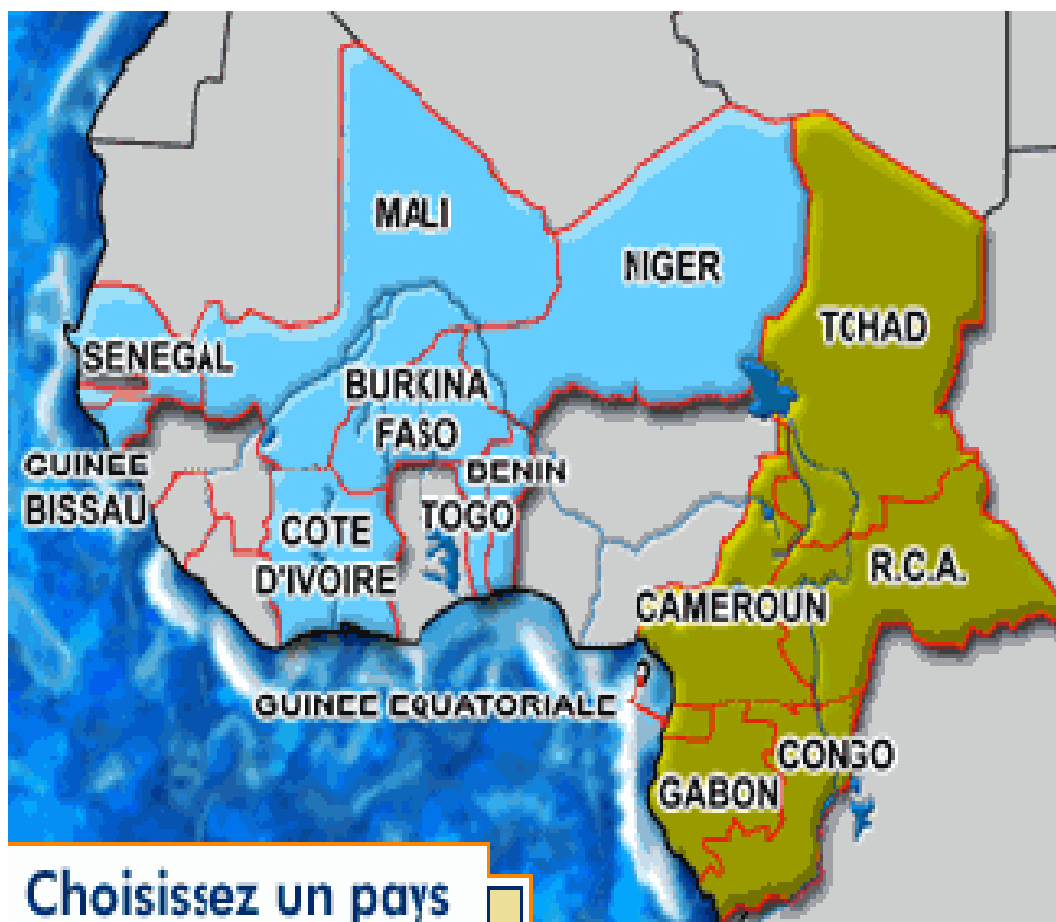 MALI
NIGER
TCHAD
SENEGAL
BURKINA
FASO
GUINEE
BISSAU
BENIN
TOGO
COTE
D'IVOIRE
R.C.A.
CAMEROUN
GUINEE EQUATORIALE
CONGO
GABON
Choisissez un pays